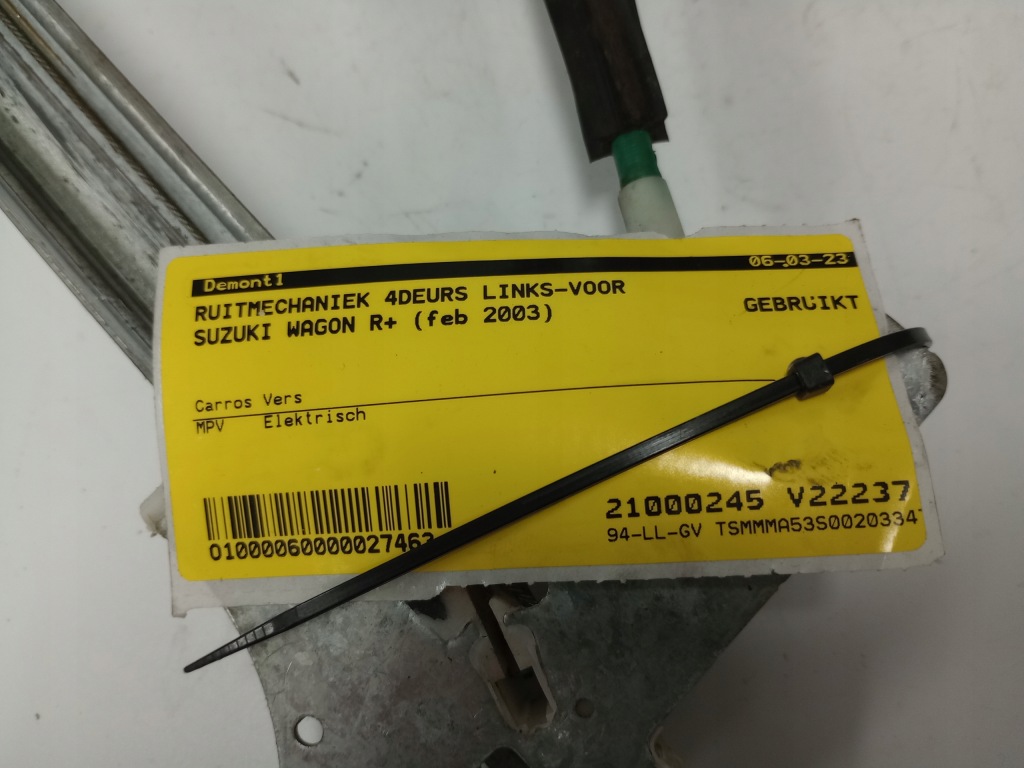 Demont1 06-03-23
RUITMECHANIEK 4DEURS LINKS-VOOR
GEBRUIKT
SUZUKI WAGON R+ (feb 2003)
Carros Vers
MPV Elektrisch
21000245 V22237
94-LL-GV TSMMMA53S00203347